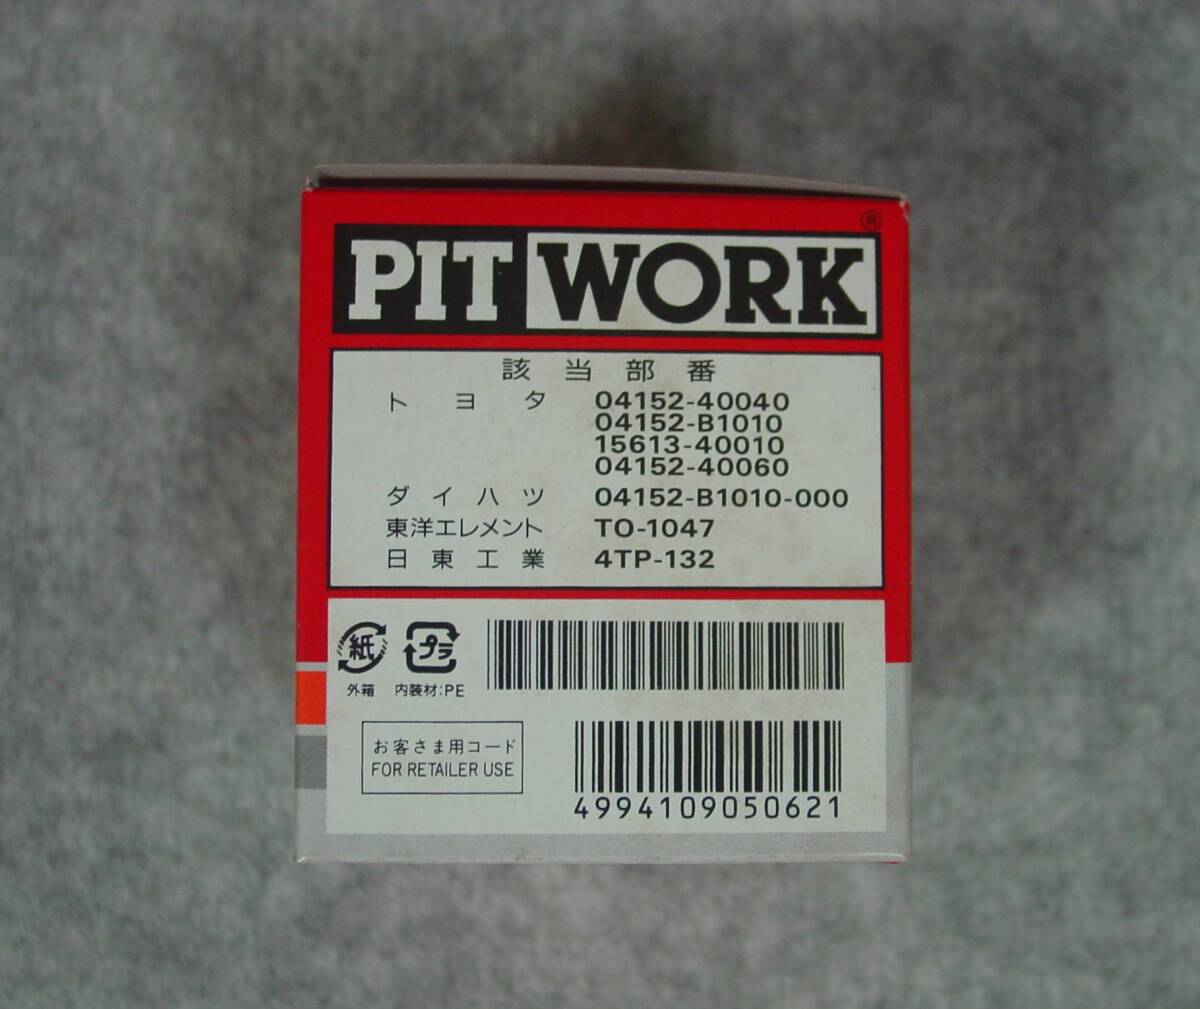 ®
PIT WORK
該当部番
トヨタ 04152-40040
04152-B1010
15613-40010
04152-40060
ダイハツ 04152-B1010-000
東洋エレメント TO-1047
日東工業 4TP-132
紙 プラ
外箱 内装材:PE
お客さま用コード
FOR RETAILER USE
4994109050621